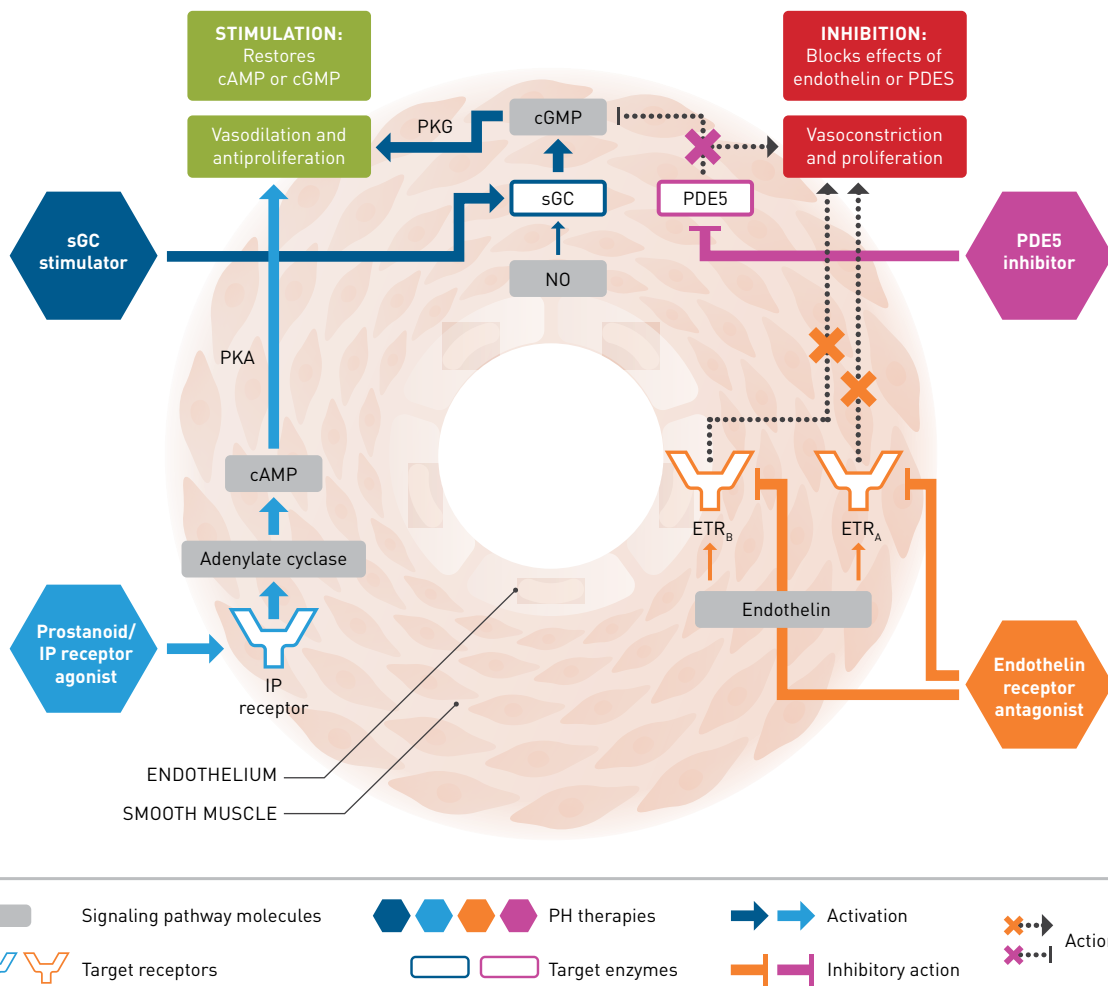 STIMULATION:
Restores
cAMP or cGMP
INHIBITION:
Blocks effects of
endothelin or PDES
Vasodilation and
antiproliferation
PKG
cGMP
Vasoconstriction
and proliferation
sGC
PDE5
sGC
stimulator
NO
PDE5
inhibitor
PKA
cAMP
Adenylate cyclase
ETR_B
ETR_A
Endothelin
Prostanoid/
IP receptor
agonist
IP
receptor
Endothelin
receptor
antagonist
ENDOTHELIUM
SMOOTH MUSCLE
Signaling pathway molecules
PH therapies
Activation
Target receptors
Target enzymes
Inhibitory action